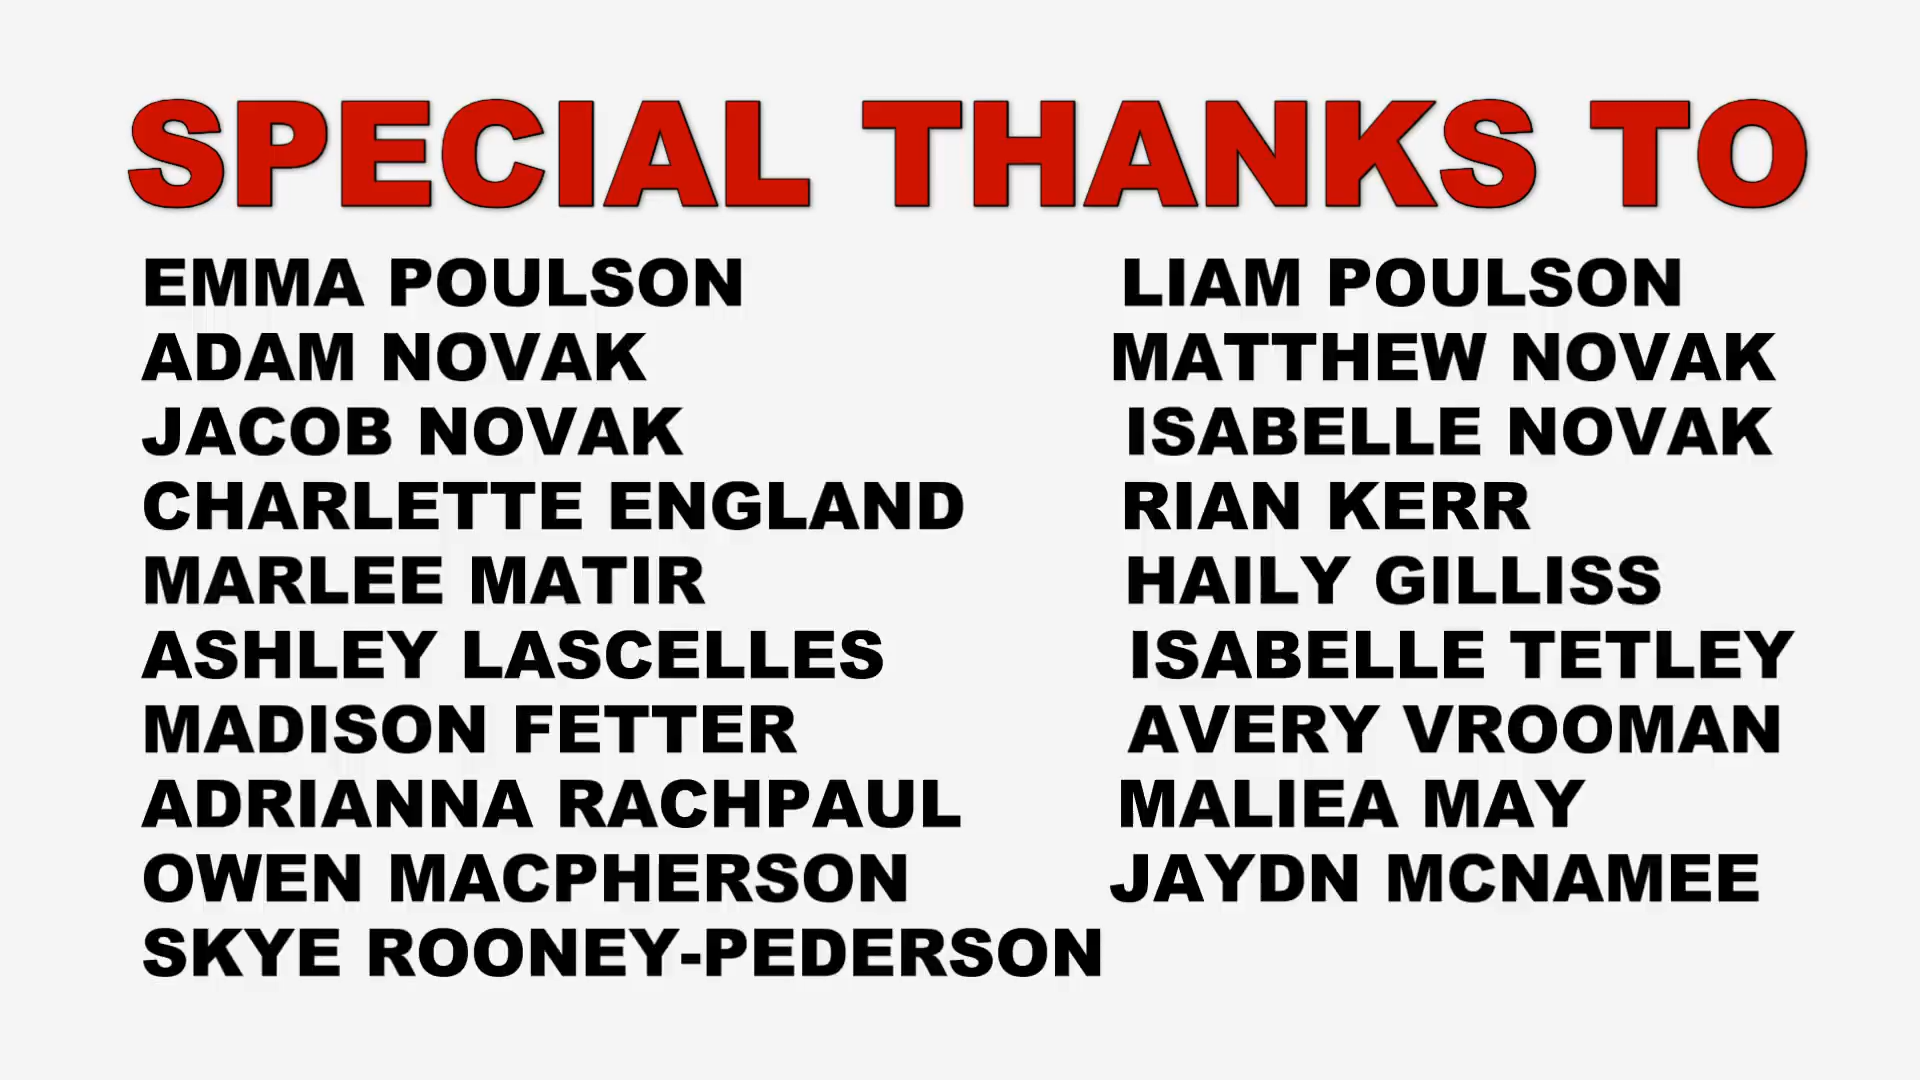 SPECIAL THANKS TO
EMMA POULSON LIAM POULSON
ADAM NOVAK MATTHEW NOVAK
JACOB NOVAK ISABELLE NOVAK
CHARLETTE ENGLAND RIAN KERR
MARLEE MATIR HAILY GILLISS
ASHLEY LASCELLES ISABELLE TETLEY
MADISON FETTER AVERY VROOMAN
ADRIANNA RACHPAUL MALIEA MAY
OWEN MACPHERSON JAYDN MCNAMEE
SKYE ROONEY-PEDERSON